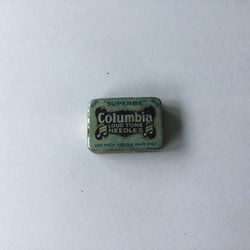 "SUPERBE"
Columbia
LOUD TONE
NEEDLES
USE EACH NEEDLE ONCE ONLY